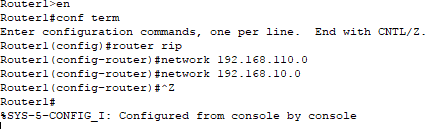 Router1>en
Router1#conf term
Enter configuration commands, one per line.  End with CNTL/Z.
Router1(config)#router rip
Router1(config-router)#network 192.168.110.0
Router1(config-router)#network 192.168.10.0
Router1(config-router)#^Z
Router1#
%SYS-5-CONFIG_I: Configured from console by console